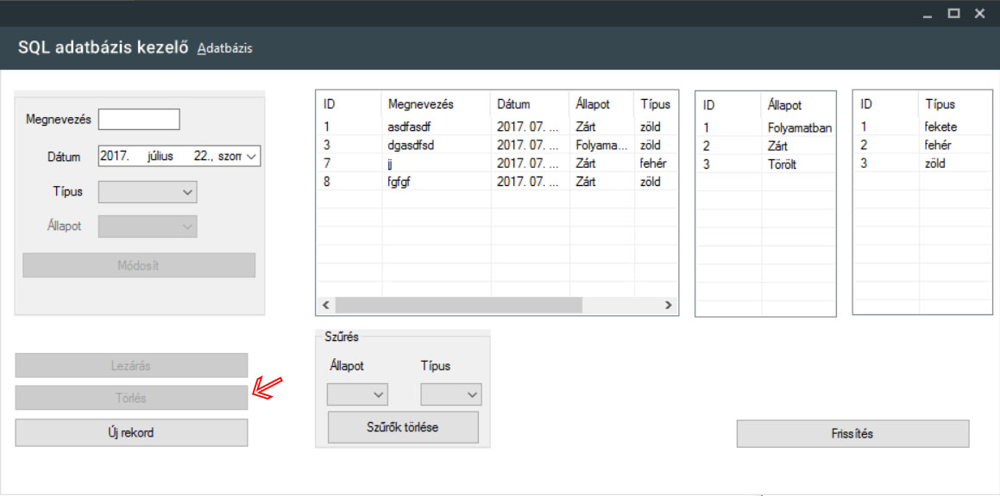 SQL adatbázis kezelő Adatbázis
Megnevezés
Dátum 2017. július 22., szom
Típus
Állapot
Módosít
Lezárás
Törlés
Új rekord
ID Megnevezés Dátum Állapot Típus
1 asdfasdf 2017. 07. ... Zárt zöld
3 dgasdfsd 2017. 07. ... Folyama... zöld
7 jj 2017. 07. ... Zárt fehér
8 fgfgf 2017. 07. ... Zárt zöld
Szűrés
Állapot Típus
Szűrők törlése
ID Állapot
1 Folyamatban
2 Zárt
3 Törölt
ID Típus
1 fekete
2 fehér
3 zöld
Frissítés